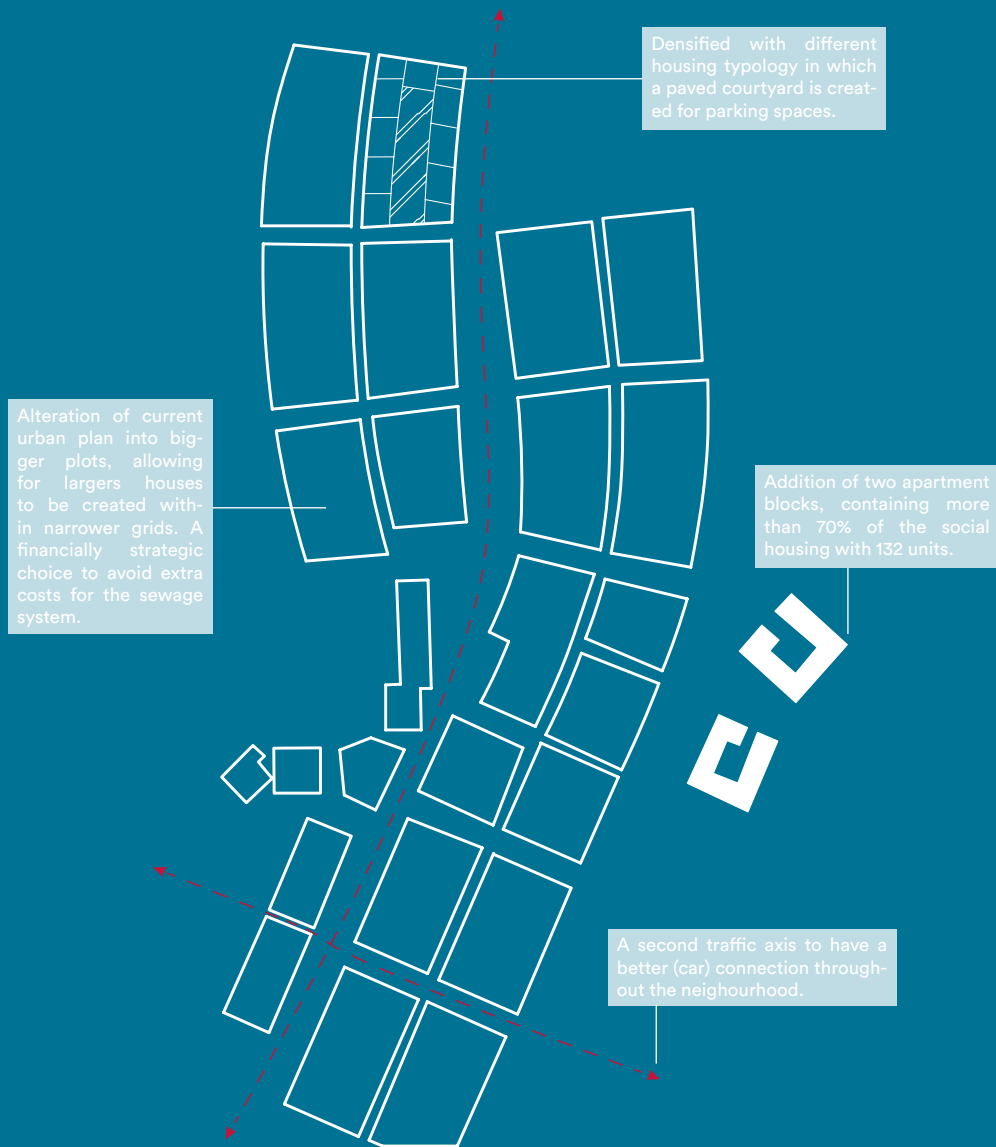 Densified with different
housing typology in which
a paved courtyard is creat-
ed for parking spaces.
Alteration of current
urban plan into big-
ger plots, allowing
for largers houses
to be created with-
in narrower grids. A
financially strategic
choice to avoid extra
costs for the sewage
system.
Addition of two apartment
blocks, containing more
than 70% of the social
housing with 132 units.
A second traffic axis to have a
better (car) connection through-
out the neighourhood.